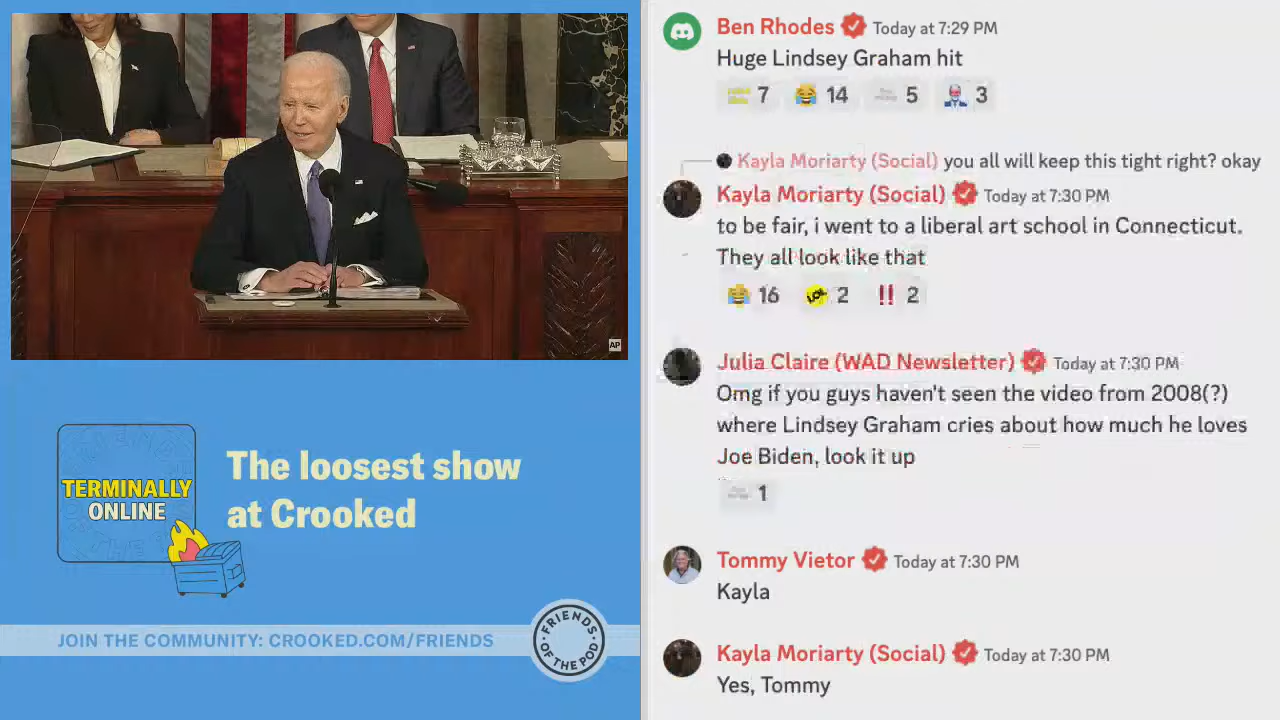 AP
TERMINALLY
ONLINE
The loosest show
at Crooked
JOIN THE COMMUNITY: CROOKED.COM/FRIENDS
FRIENDS
OF THE POD
Ben Rhodes Today at 7:29 PM
Huge Lindsey Graham hit
7 14 5 3
Kayla Moriarty (Social) you all will keep this tight right? okay
Kayla Moriarty (Social) Today at 7:30 PM
to be fair, i went to a liberal art school in Connecticut.
They all look like that
16 LOL 2 !! 2
Julia Claire (WAD Newsletter) Today at 7:30 PM
Omg if you guys haven't seen the video from 2008(?)
where Lindsey Graham cries about how much he loves
Joe Biden, look it up
1
Tommy Vietor Today at 7:30 PM
Kayla
Kayla Moriarty (Social) Today at 7:30 PM
Yes, Tommy